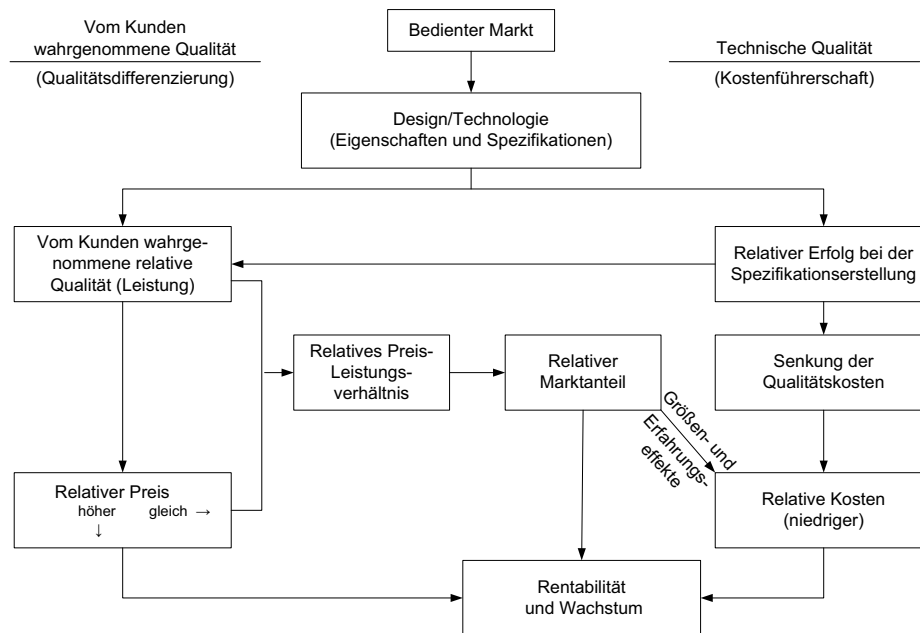 Vom Kunden
wahrgenommene Qualität
(Qualitätsdifferenzierung)
Bedienter Markt
Technische Qualität
(Kostenführerschaft)
Design/Technologie
(Eigenschaften und Spezifikationen)
Vom Kunden wahrge-
nommene relative
Qualität (Leistung)
Relativer Erfolg bei der
Spezifikationserstellung
Relatives Preis-
Leistungs-
verhältnis
Relativer
Marktanteil
Senkung der
Qualitätskosten
Größen- und
Erfahrungs-
effekte
Relativer Preis
höher gleich →
↓
Relative Kosten
(niedriger)
Rentabilität
und Wachstum